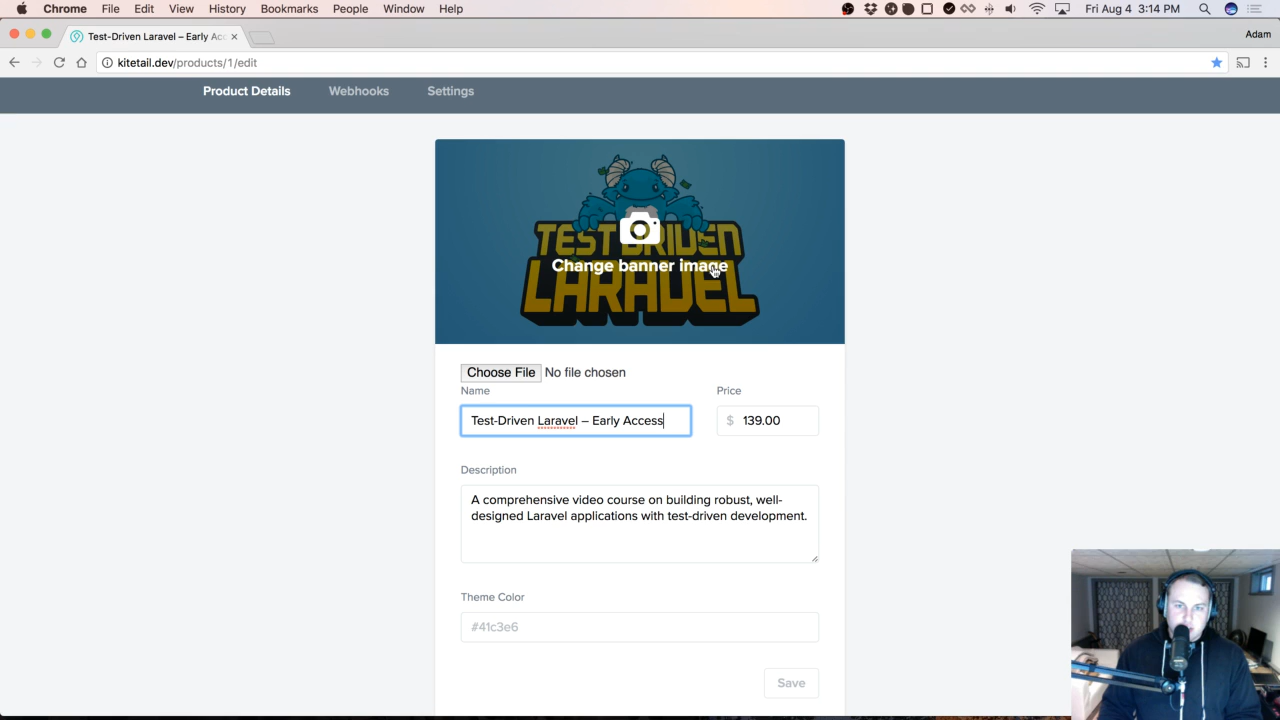 Chrome File Edit View History Bookmarks People Window Help Fri Aug 4 3:14 PM
Test-Driven Laravel – Early Acc Adam
kitetail.dev/products/1/edit
Product Details Webhooks Settings
TEST DRIVEN
Change banner image
LARAVEL
Choose File No file chosen
Name Price
Test-Driven Laravel – Early Access $ 139.00
Description
A comprehensive video course on building robust, well-
designed Laravel applications with test-driven development.
Theme Color
#41c3e6
Save